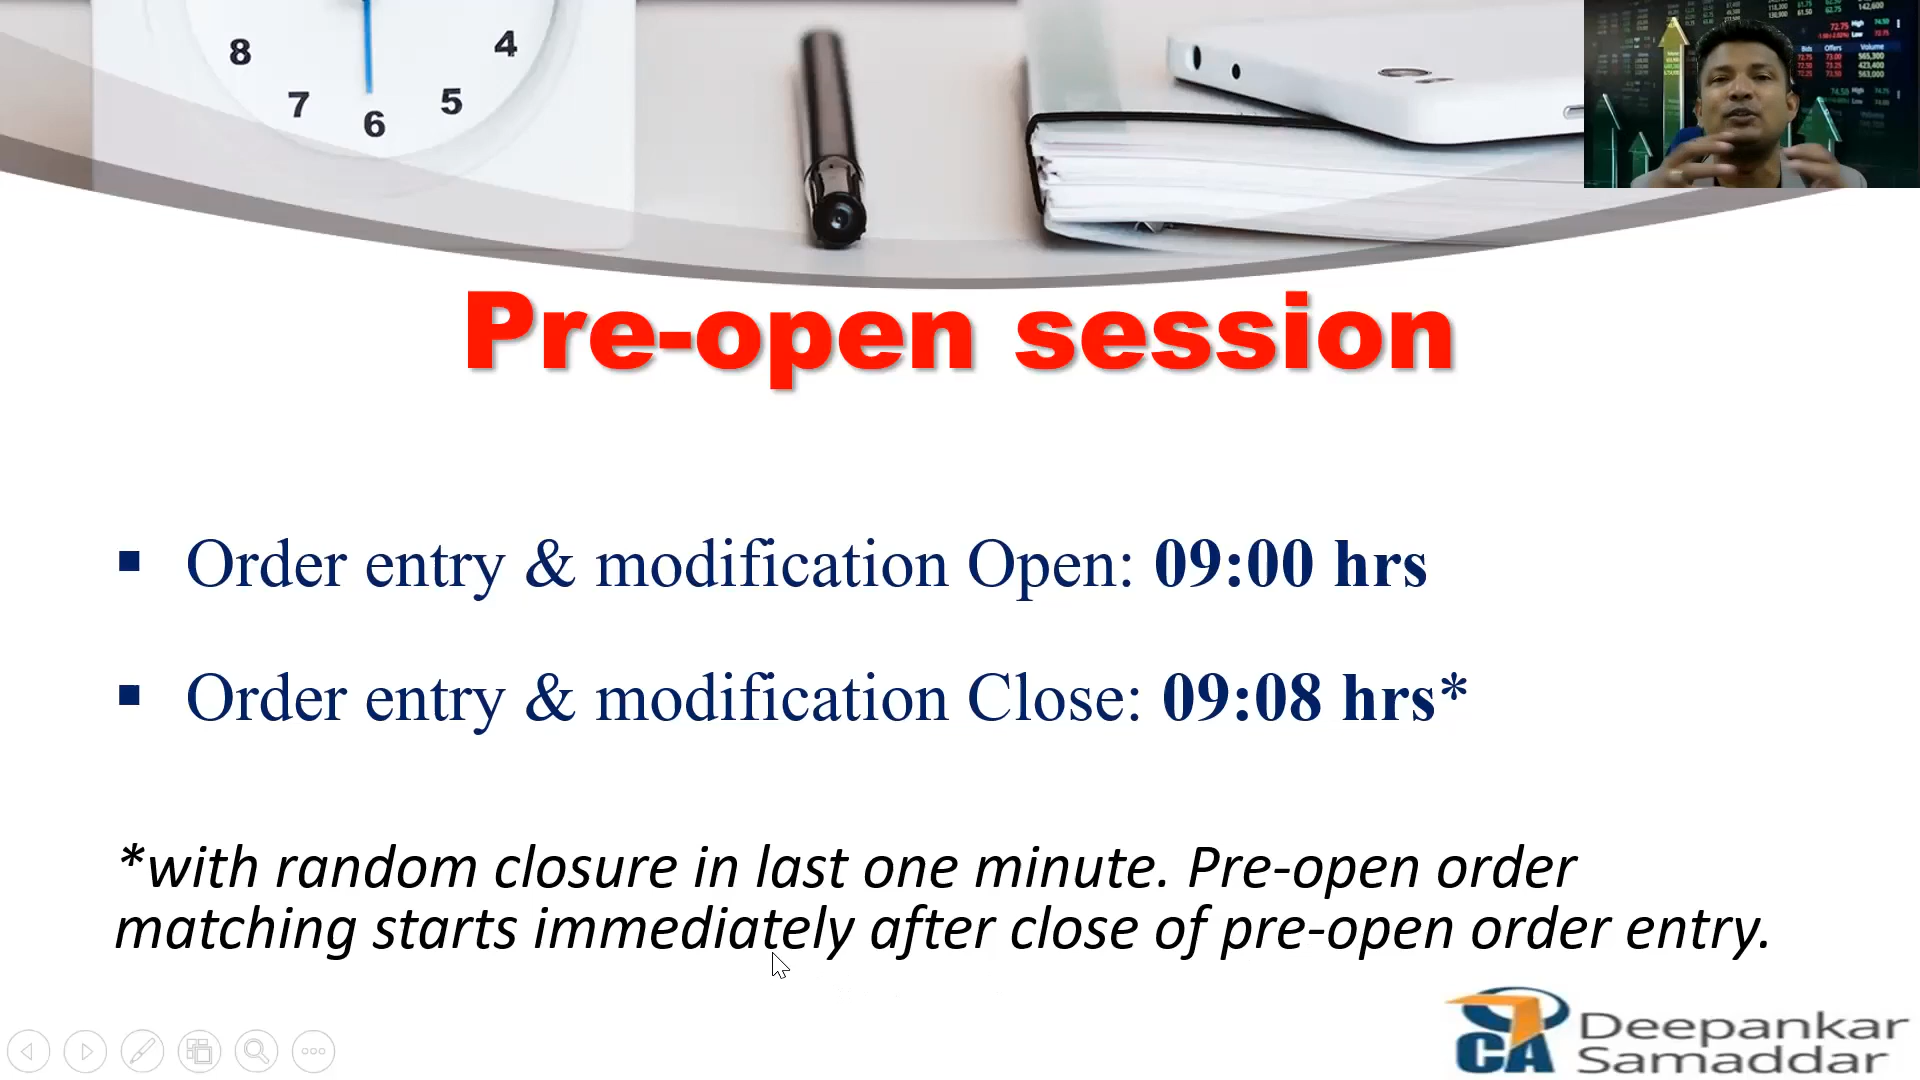 8
7
6
5
4
Pre-open session
▪ Order entry & modification Open: 09:00 hrs
▪ Order entry & modification Close: 09:08 hrs*
*with random closure in last one minute. Pre-open order
matching starts immediately after close of pre-open order entry.
CA
Deepankar
Samaddar